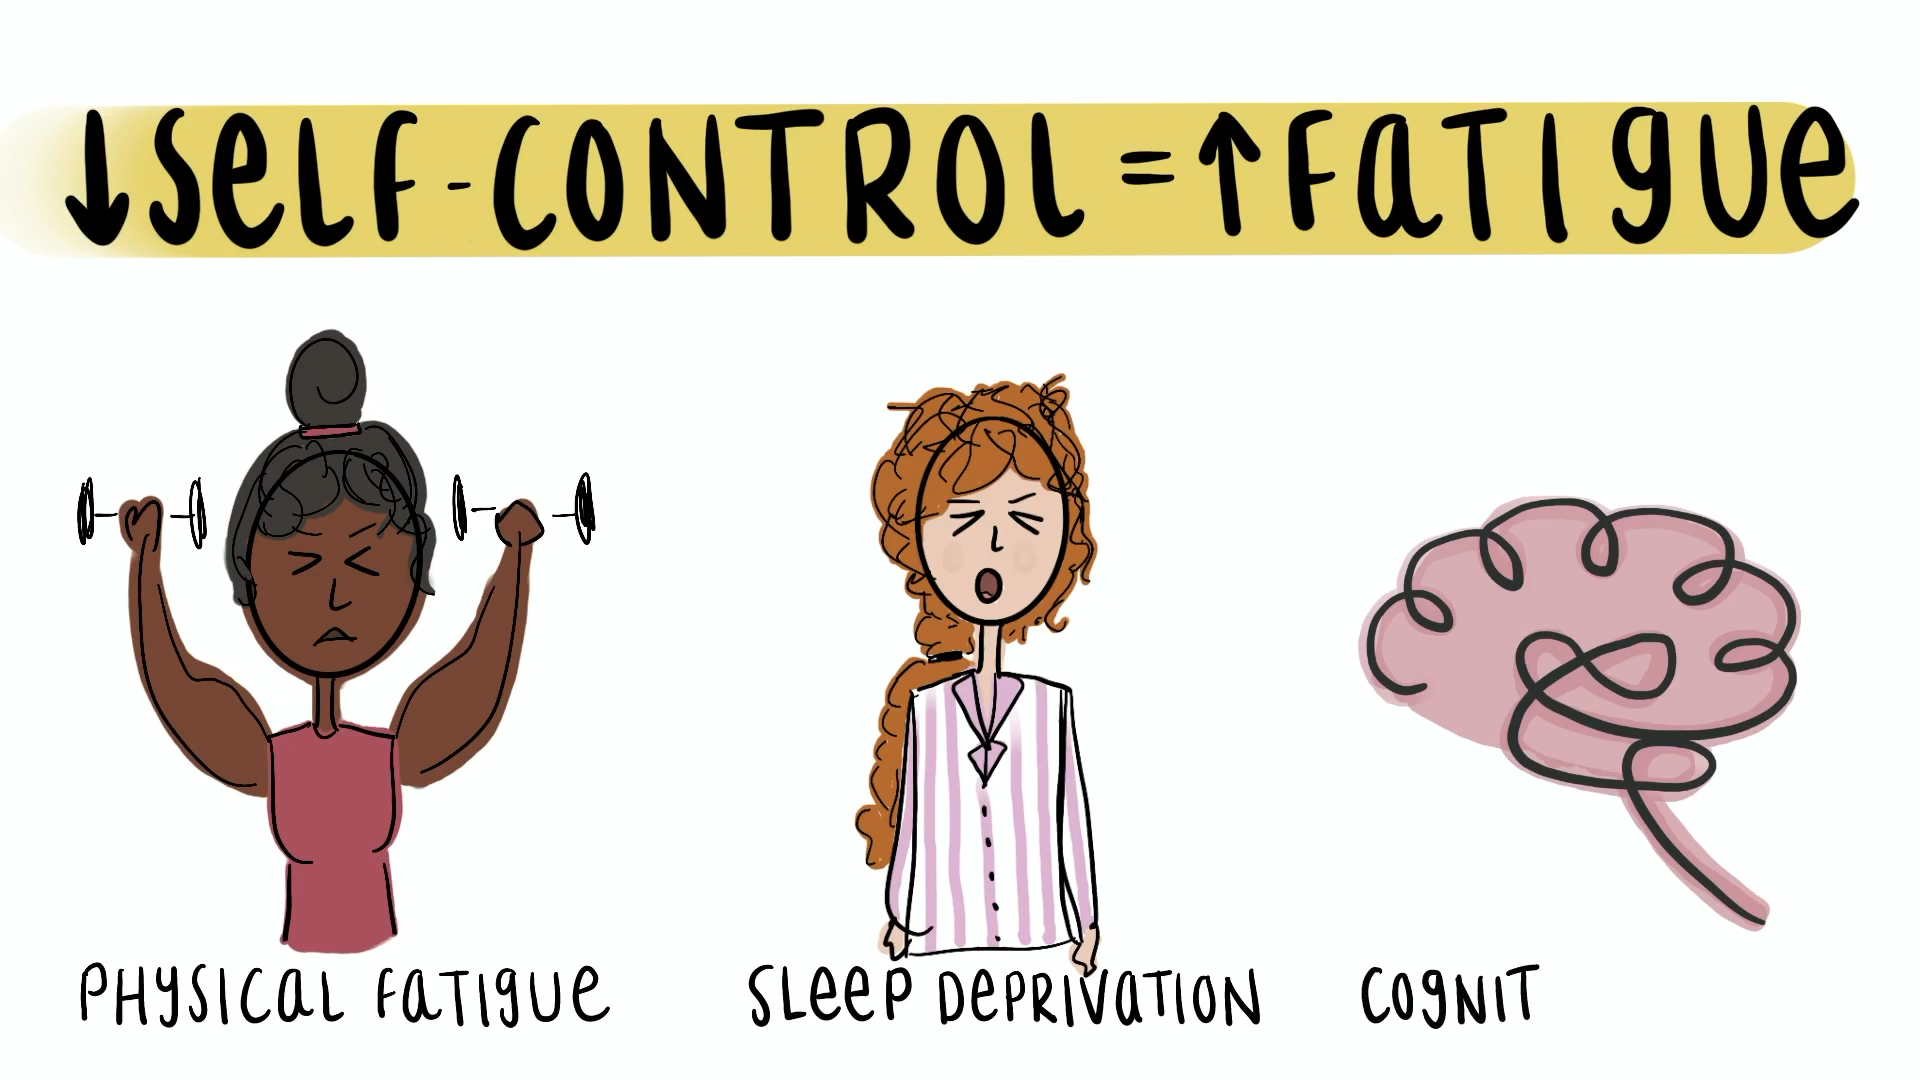 ↓SELF-CONTROL = ↑FATIGUE
PHYSICAL FATIGUE
SLEEP DEPRIVATION
COGNIT